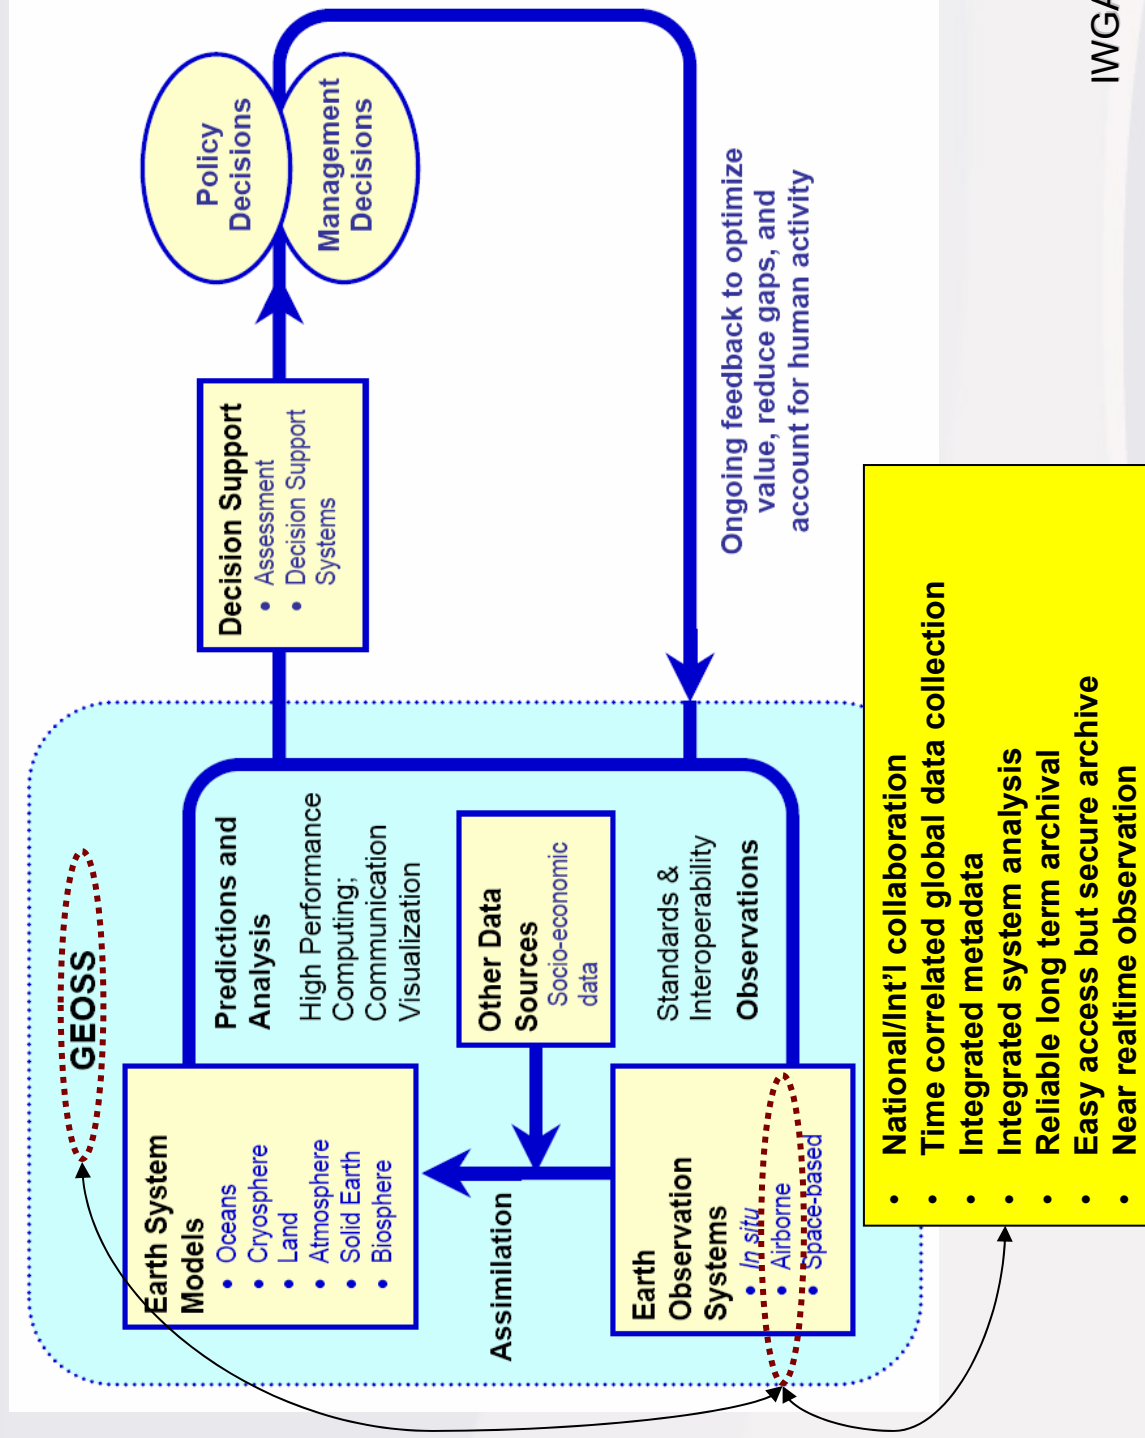 GEOSS
Earth System
Models
• Oceans
• Cryosphere
• Land
• Atmosphere
• Solid Earth
• Biosphere
Predictions and
Analysis
High Performance
Computing;
Communication
Visualization
Assimilation
Other Data
Sources
Socio-economic
data
Earth
Observation
Systems
• In situ
• Airborne
• Space-based
Standards &
Interoperability
Observations
Decision Support
• Assessment
• Decision Support
Systems
Policy
Decisions
Management
Decisions
Ongoing feedback to optimize
value, reduce gaps, and
account for human activity
• National/Int'l collaboration
• Time correlated global data collection
• Integrated metadata
• Integrated system analysis
• Reliable long term archival
• Easy access but secure archive
• Near realtime observation